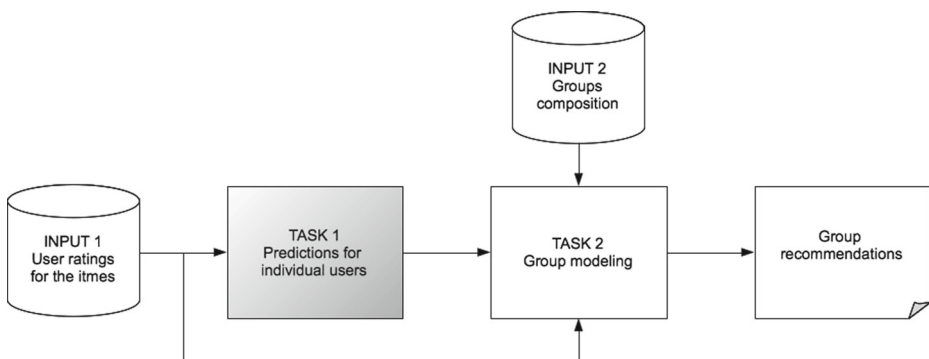 INPUT 2
Groups
composition
INPUT 1
User ratings
for the itmes
TASK 1
Predictions for
individual users
TASK 2
Group modeling
Group
recommendations